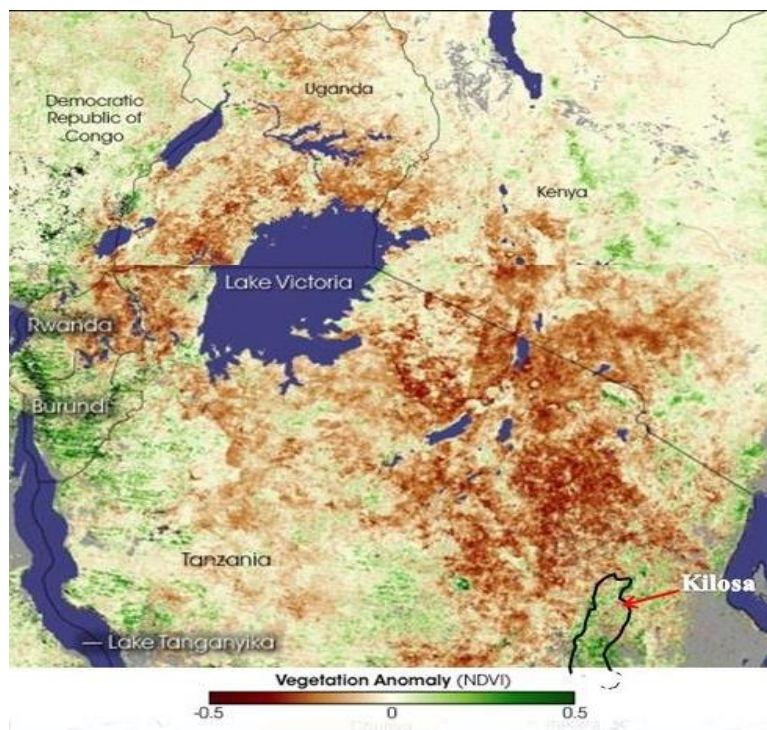 Uganda
Democratic
Republic of
Congo
Kenya
Lake Victoria
Rwanda
Burundi
Tanzania
Kilosa
Lake Tanganyika
Vegetation Anomaly (NDVI)
-0.5 0 0.5